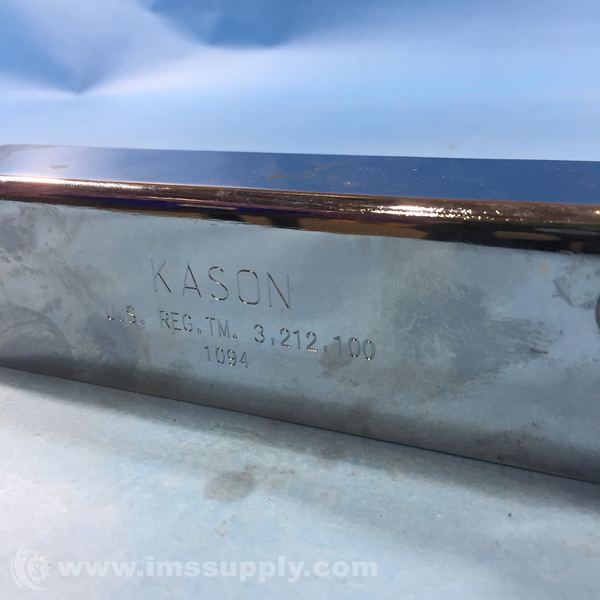 KASON
U.S. REG.TM. 3,212,100
1094
www.imssupply.com